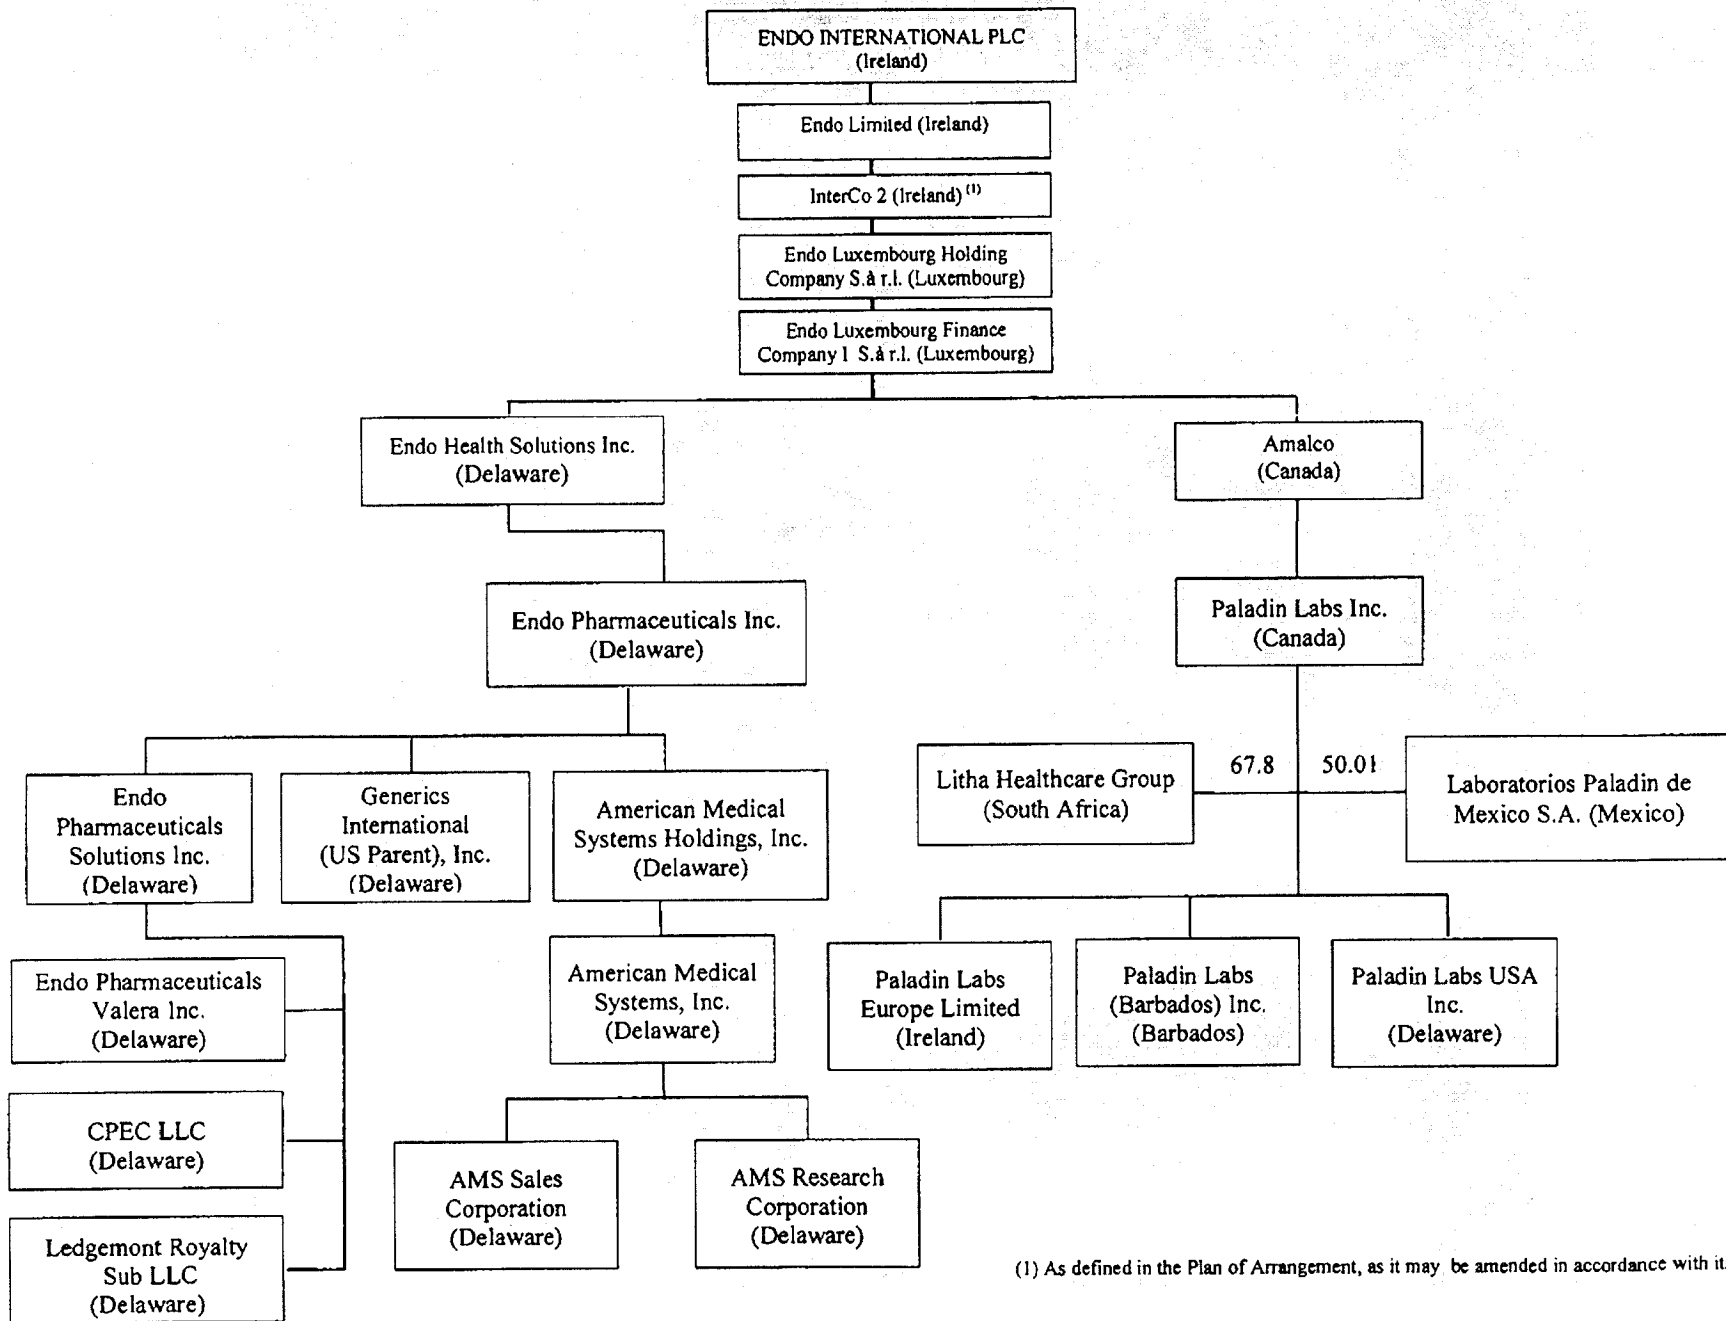 ENDO INTERNATIONAL PLC
(Ireland)
Endo Limited (Ireland)
InterCo 2 (Ireland) (1)
Endo Luxembourg Holding
Company S.à r.l. (Luxembourg)
Endo Luxembourg Finance
Company I S.à r.l. (Luxembourg)
Endo Health Solutions Inc.
(Delaware)
Amalco
(Canada)
Endo Pharmaceuticals Inc.
(Delaware)
Paladin Labs Inc.
(Canada)
Endo
Pharmaceuticals
Solutions Inc.
(Delaware)
Generics
International
(US Parent), Inc.
(Delaware)
American Medical
Systems Holdings, Inc.
(Delaware)
Litha Healthcare Group
(South Africa)
67.8
50.01
Laboratorios Paladin de
Mexico S.A. (Mexico)
Endo Pharmaceuticals
Valera Inc.
(Delaware)
American Medical
Systems, Inc.
(Delaware)
Paladin Labs
Europe Limited
(Ireland)
Paladin Labs
(Barbados) Inc.
(Barbados)
Paladin Labs USA
Inc.
(Delaware)
CPEC LLC
(Delaware)
AMS Sales
Corporation
(Delaware)
AMS Research
Corporation
(Delaware)
Ledgemont Royalty
Sub LLC
(Delaware)
(1) As defined in the Plan of Arrangement, as it may be amended in accordance with it.